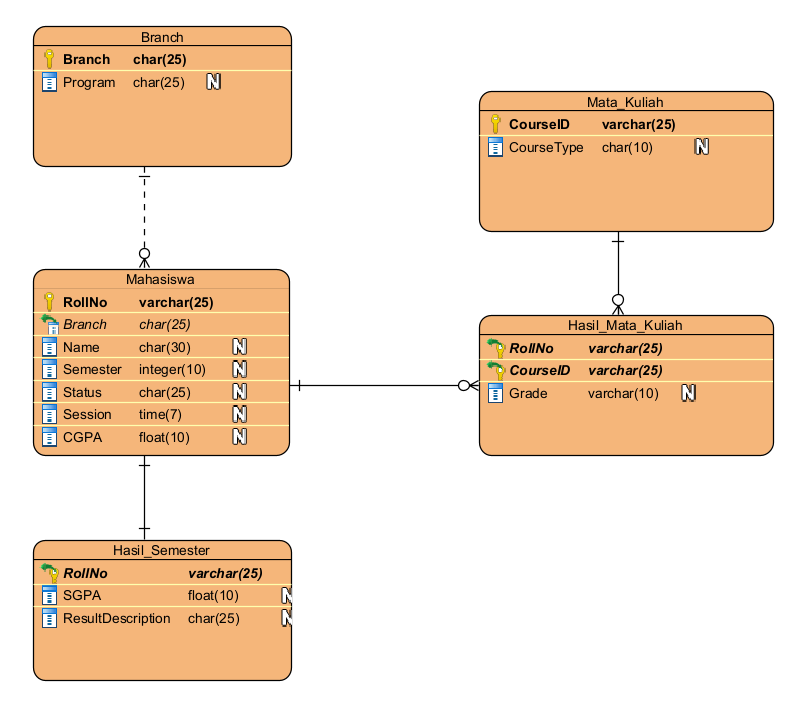 Branch
Branch char(25)
Program char(25) N
Mata_Kuliah
CourseID varchar(25)
CourseType char(10) N
Mahasiswa
RollNo varchar(25)
Branch char(25)
Name char(30) N
Semester integer(10) N
Status char(25) N
Session time(7) N
CGPA float(10) N
Hasil_Mata_Kuliah
RollNo varchar(25)
CourseID varchar(25)
Grade varchar(10) N
Hasil_Semester
RollNo varchar(25)
SGPA float(10) N
ResultDescription char(25) N